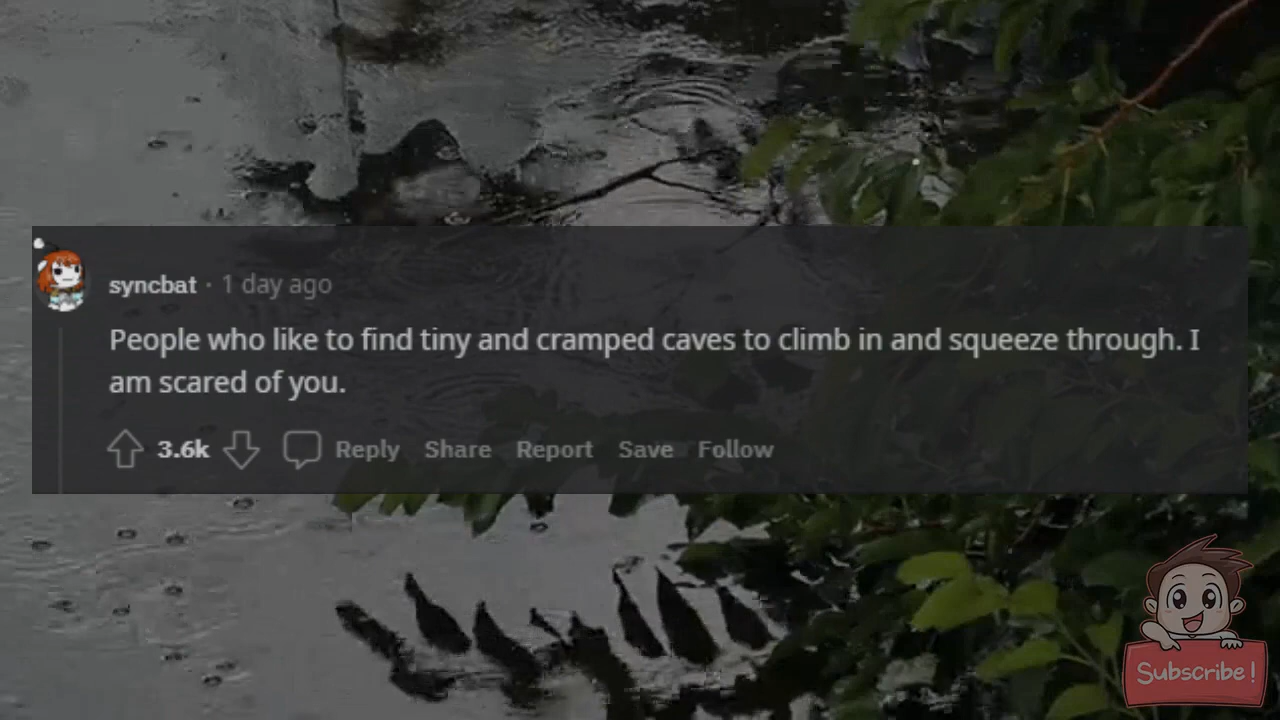 syncbat · 1 day ago
People who like to find tiny and cramped caves to climb in and squeeze through. I
am scared of you.
3.6k Reply Share Report Save Follow
Subscribe!